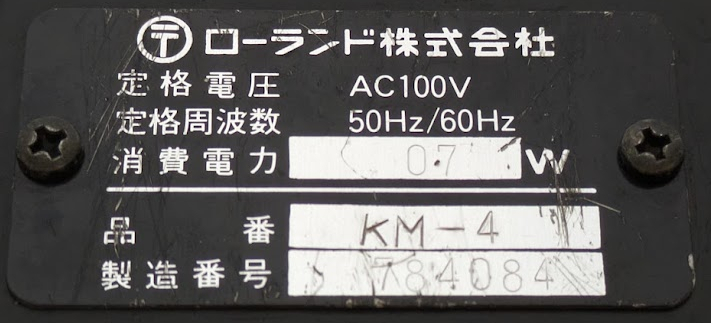 〒 ローランド株式会社
定格電圧 AC100V
定格周波数 50Hz/60Hz
消費電力 07 W
品番 KM-4
製造番号 784084